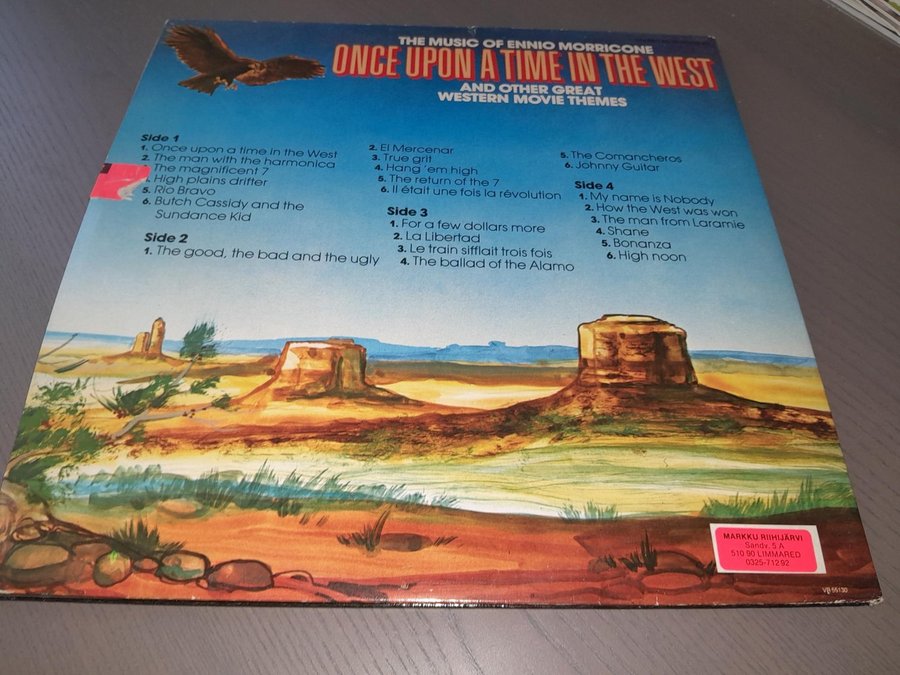 THE MUSIC OF ENNIO MORRICONE
ONCE UPON A TIME IN THE WEST
AND OTHER GREAT
WESTERN MOVIE THEMES
Side 1
1. Once upon a time in the West
2. The man with the harmonica
The magnificent 7
High plains drifter
5. Rio Bravo
6. Butch Cassidy and the
Sundance Kid
Side 2
1. The good, the bad and the ugly
2. El Mercenar
3. True grit
4. Hang 'em high
5. The return of the 7
6. Il était une fois la révolution
Side 3
1. For a few dollars more
2. La Libertad
3. Le train sifflait trois fois
4. The ballad of the Alamo
5. The Comancheros
6. Johnny Guitar
Side 4
1. My name is Nobody
2. How the West was won
3. The man from Laramie
4. Shane
5. Bonanza
6. High noon
MARKKU RIIHIJÄRVI
Sandv. 5 A
510 90 LIMMARED
0325-712 92
VB 55130